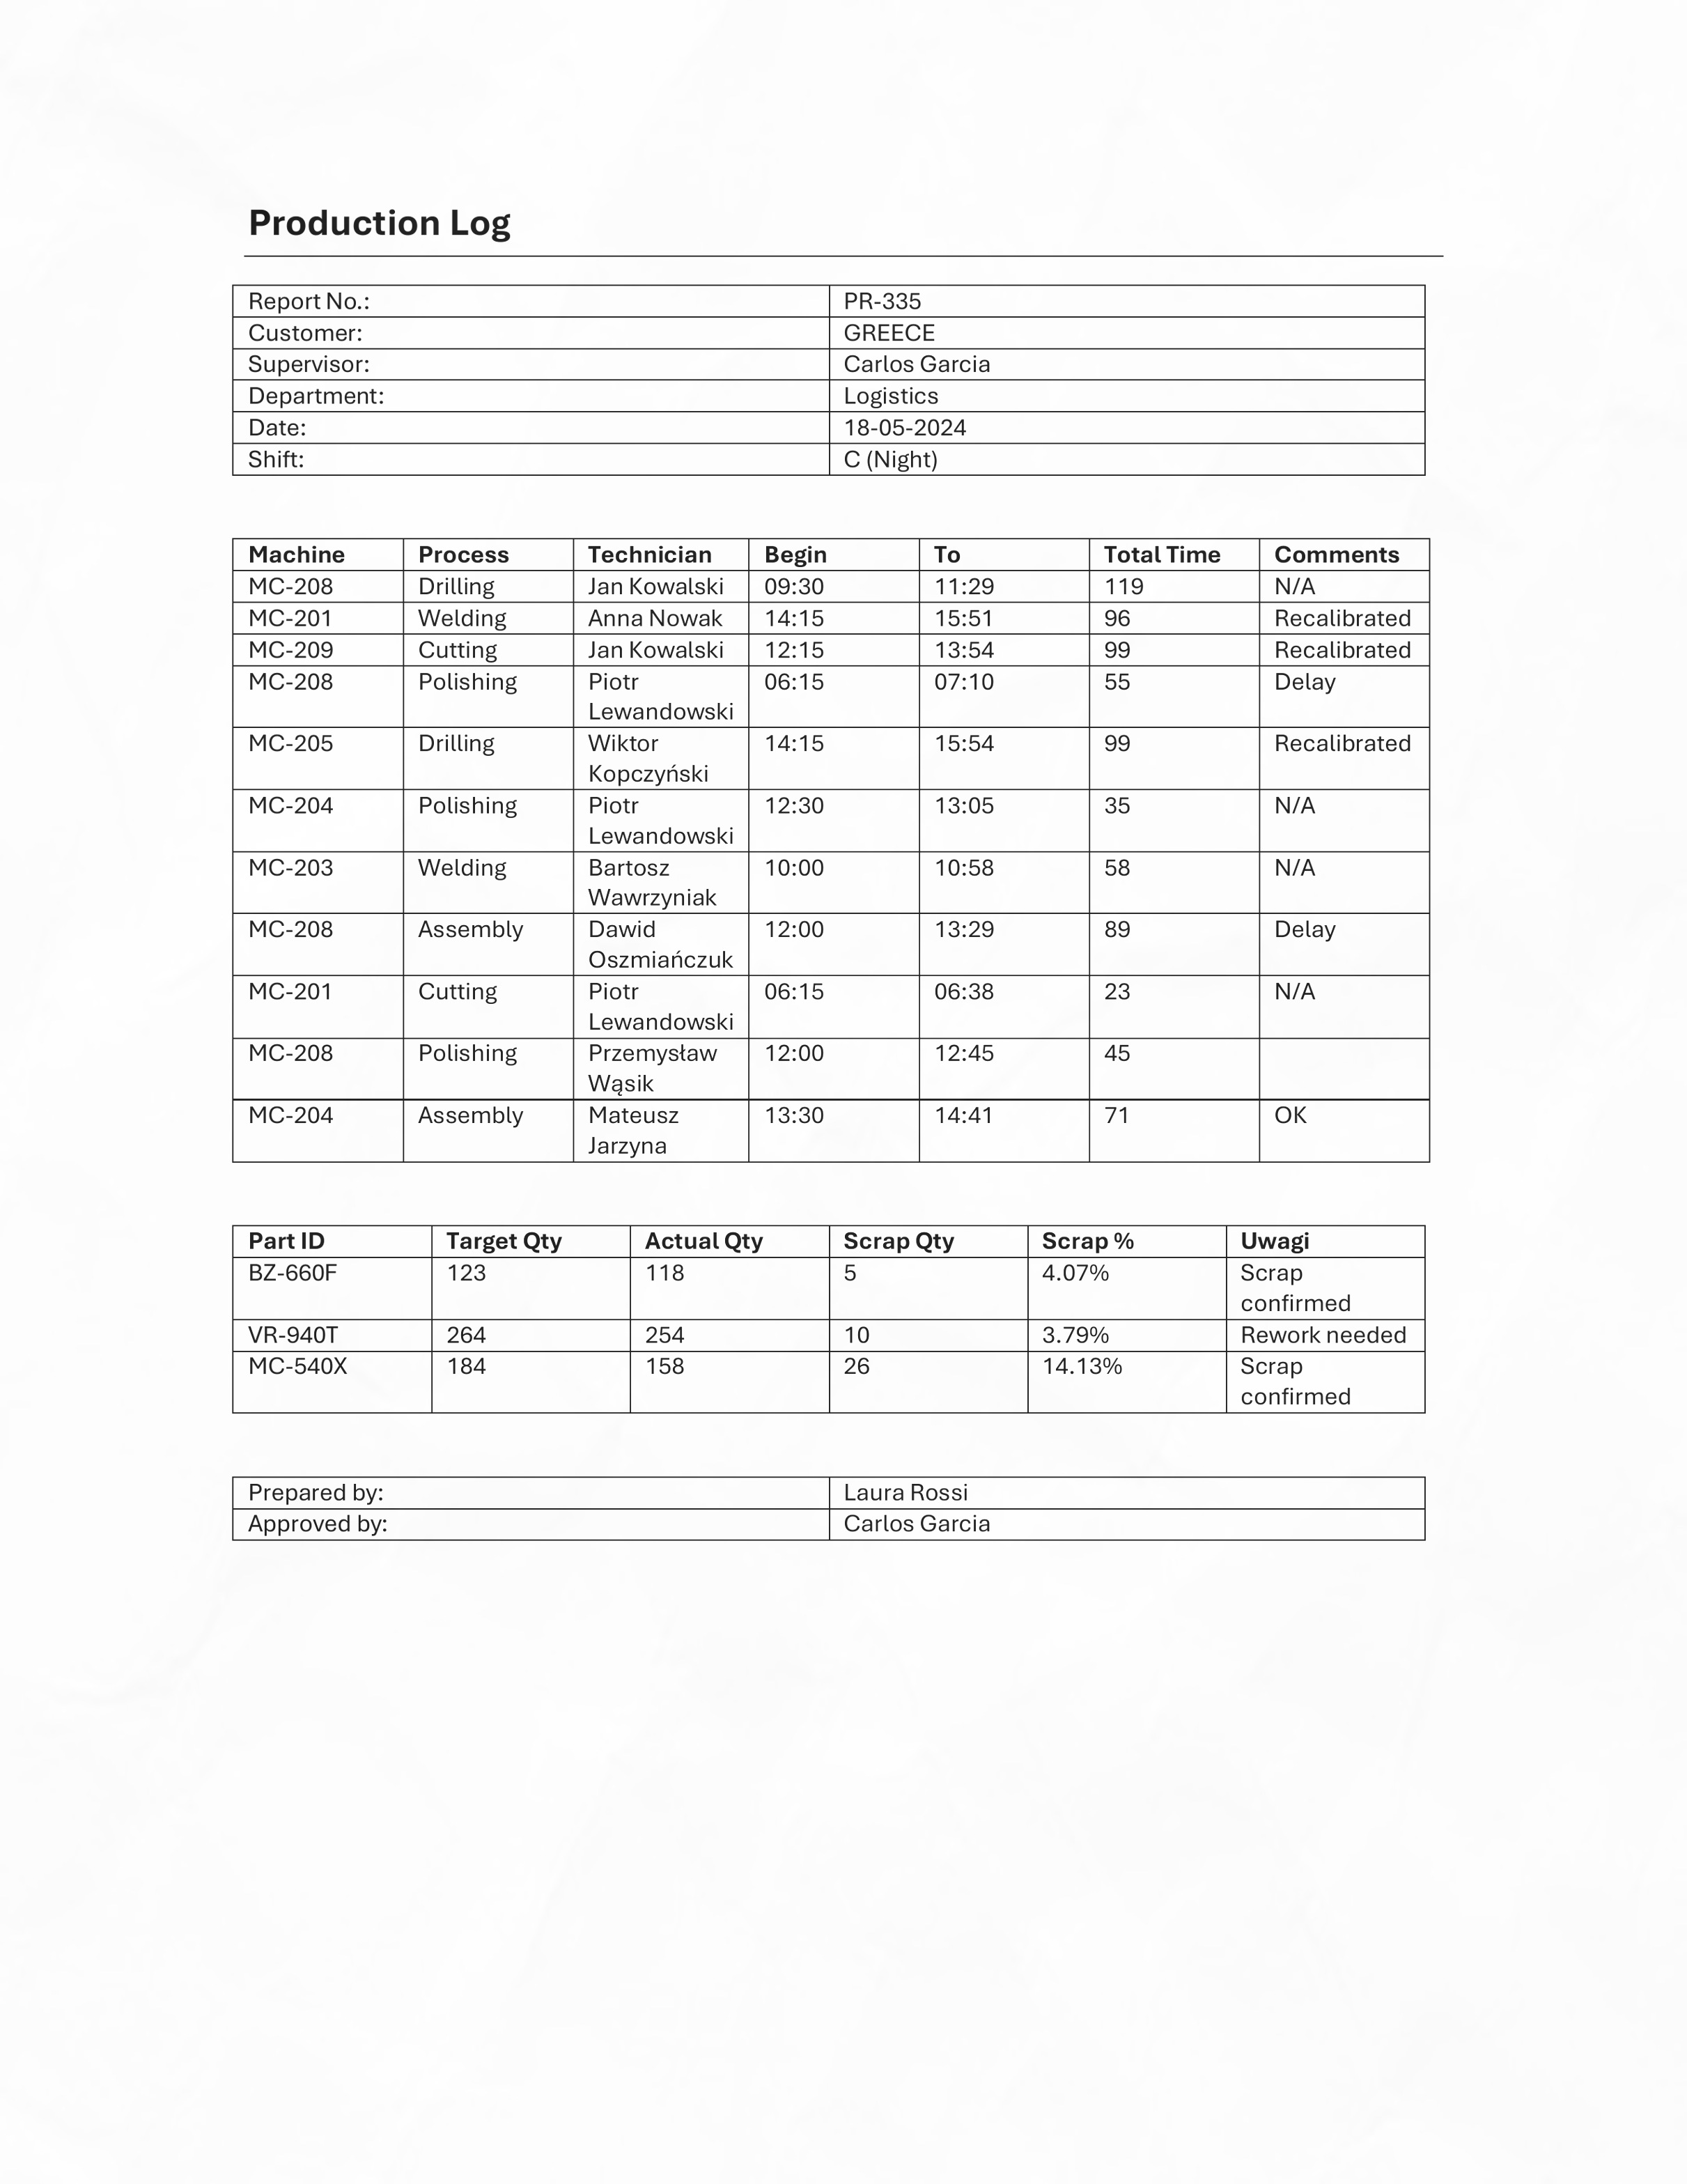 Production Log
Report No.: PR-335
Customer: GREECE
Supervisor: Carlos Garcia
Department: Logistics
Date: 18-05-2024
Shift: C (Night)
Machine Process Technician Begin To Total Time Comments
MC-208 Drilling Jan Kowalski 09:30 11:29 119 N/A
MC-201 Welding Anna Nowak 14:15 15:51 96 Recalibrated
MC-209 Cutting Jan Kowalski 12:15 13:54 99 Recalibrated
MC-208 Polishing Piotr 06:15 07:10 55 Delay
Lewandowski
MC-205 Drilling Wiktor 14:15 15:54 99 Recalibrated
Kopczyński
MC-204 Polishing Piotr 12:30 13:05 35 N/A
Lewandowski
MC-203 Welding Bartosz 10:00 10:58 58 N/A
Wawrzyniak
MC-208 Assembly Dawid 12:00 13:29 89 Delay
Oszmiańczuk
MC-201 Cutting Piotr 06:15 06:38 23 N/A
Lewandowski
MC-208 Polishing Przemysław 12:00 12:45 45
Wąsik
MC-204 Assembly Mateusz 13:30 14:41 71 OK
Jarzyna
Part ID Target Qty Actual Qty Scrap Qty Scrap % Uwagi
BZ-660F 123 118 5 4.07% Scrap
confirmed
VR-940T 264 254 10 3.79% Rework needed
MC-540X 184 158 26 14.13% Scrap
confirmed
Prepared by: Laura Rossi
Approved by: Carlos Garcia